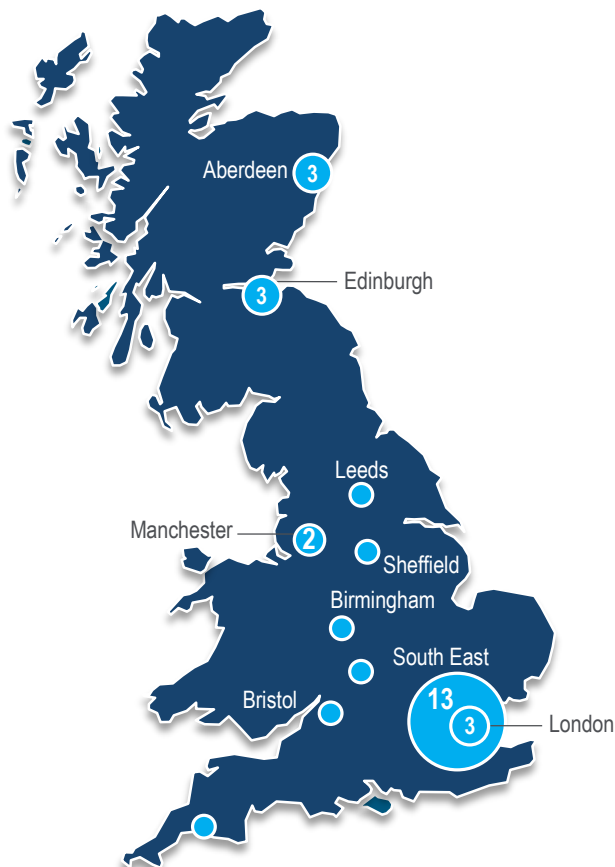 Aberdeen 3
Edinburgh
3
Leeds
Manchester 2
Sheffield
Birmingham
South East
13
Bristol
3 London